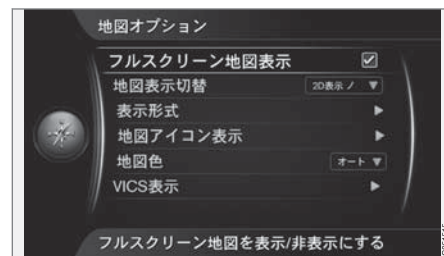 地図オプション
フルスクリーン地図表示
地図表示切替 2D表示 ノ
表示形式
地図アイコン表示
地図色 オート
VICS表示
フルスクリーン地図を表示/非表示にする